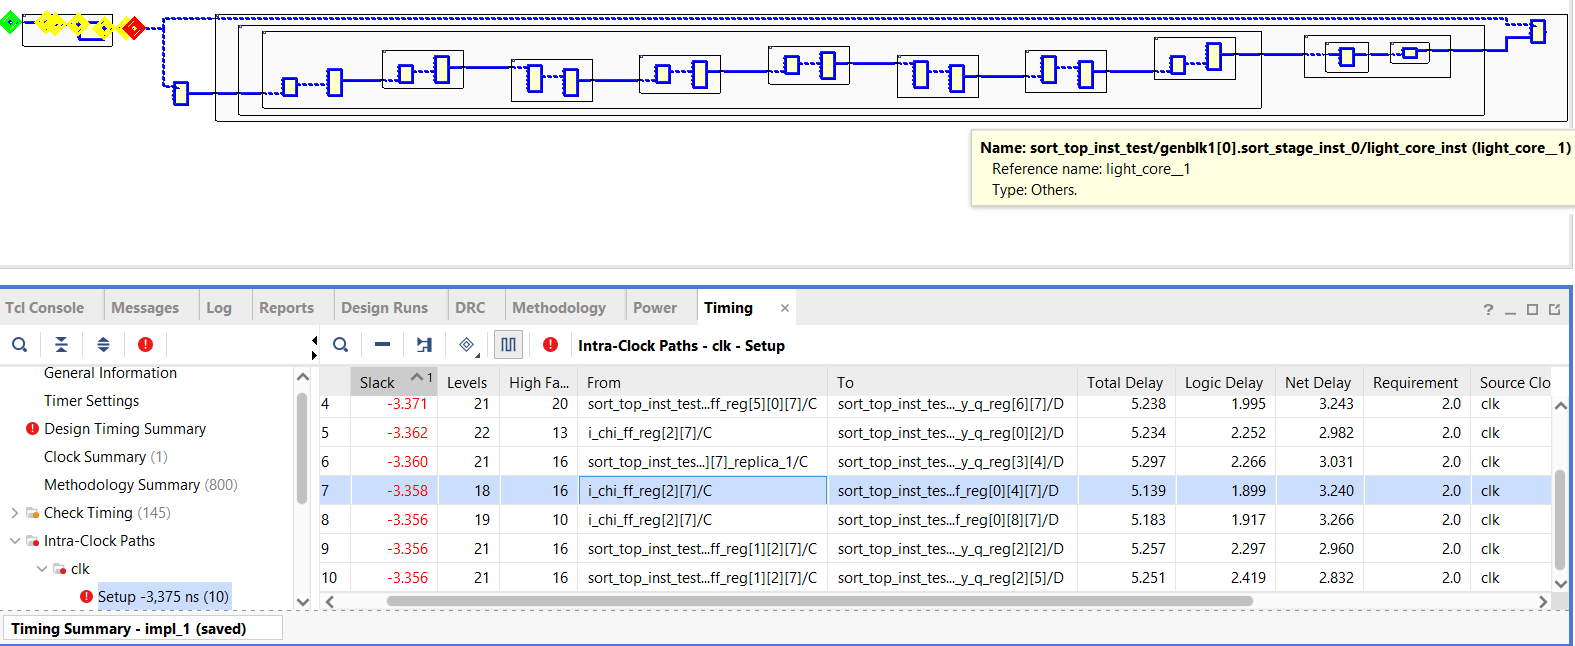 Name: sort_top_inst_test/genblk1[0].sort_stage_inst_0/light_core_inst (light_core__1)
Reference name: light_core__1
Type: Others.
Tcl Console Messages Log Reports Design Runs DRC Methodology Power Timing ×
? 
Intra-Clock Paths - clk - Setup
General Information
Timer Settings
Design Timing Summary
Clock Summary (1)
Methodology Summary (800)
Check Timing (145)
Intra-Clock Paths
clk
Setup -3,375 ns (10)
Slack 1 Levels High Fa... From To Total Delay Logic Delay Net Delay Requirement Source Clo
4 -3.371 21 20 sort_top_inst_test...ff_reg[5][0][7]/C sort_top_inst_tes..._y_q_reg[6][7]/D 5.238 1.995 3.243 2.0 clk
5 -3.362 22 13 i_chi_ff_reg[2][7]/C sort_top_inst_tes..._y_q_reg[0][2]/D 5.234 2.252 2.982 2.0 clk
6 -3.360 21 16 sort_top_inst_tes...][7]_replica_1/C sort_top_inst_tes..._y_q_reg[3][4]/D 5.297 2.266 3.031 2.0 clk
7 -3.358 18 16 i_chi_ff_reg[2][7]/C sort_top_inst_tes...f_reg[0][4][7]/D 5.139 1.899 3.240 2.0 clk
8 -3.356 19 10 i_chi_ff_reg[2][7]/C sort_top_inst_tes...f_reg[0][8][7]/D 5.183 1.917 3.266 2.0 clk
9 -3.356 21 16 sort_top_inst_test...ff_reg[1][2][7]/C sort_top_inst_tes..._y_q_reg[2][2]/D 5.257 2.297 2.960 2.0 clk
10 -3.356 21 16 sort_top_inst_test...ff_reg[1][2][7]/C sort_top_inst_tes..._y_q_reg[2][5]/D 5.251 2.419 2.832 2.0 clk
Timing Summary - impl_1 (saved)